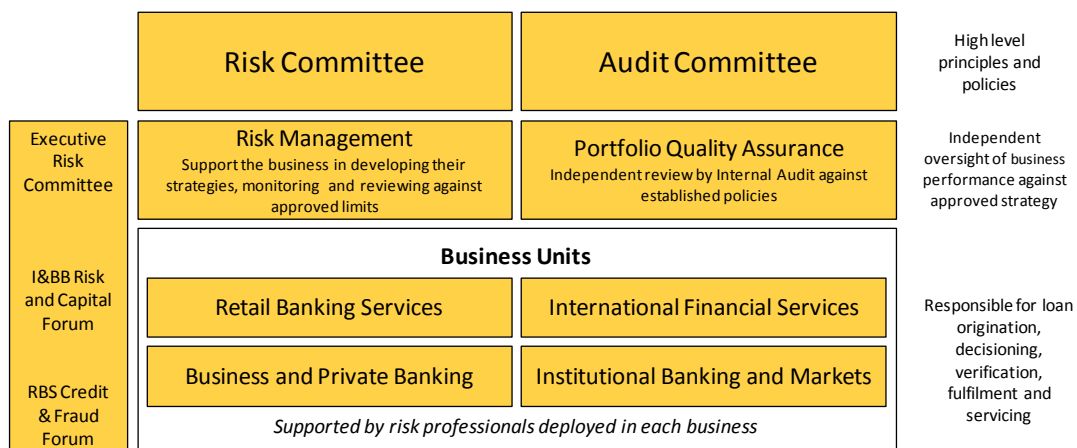 Risk Committee
Audit Committee
High level
principles and
policies
Executive
Risk
Committee
Risk Management
Support the business in developing their
strategies, monitoring and reviewing against
approved limits
Portfolio Quality Assurance
Independent review by Internal Audit against
established policies
Independent
oversight of business
performance against
approved strategy
I&BB Risk
and Capital
Forum
RBS Credit
& Fraud
Forum
Business Units
Retail Banking Services
International Financial Services
Business and Private Banking
Institutional Banking and Markets
Supported by risk professionals deployed in each business
Responsible for loan
origination,
decisioning,
verification,
fulfilment and
servicing